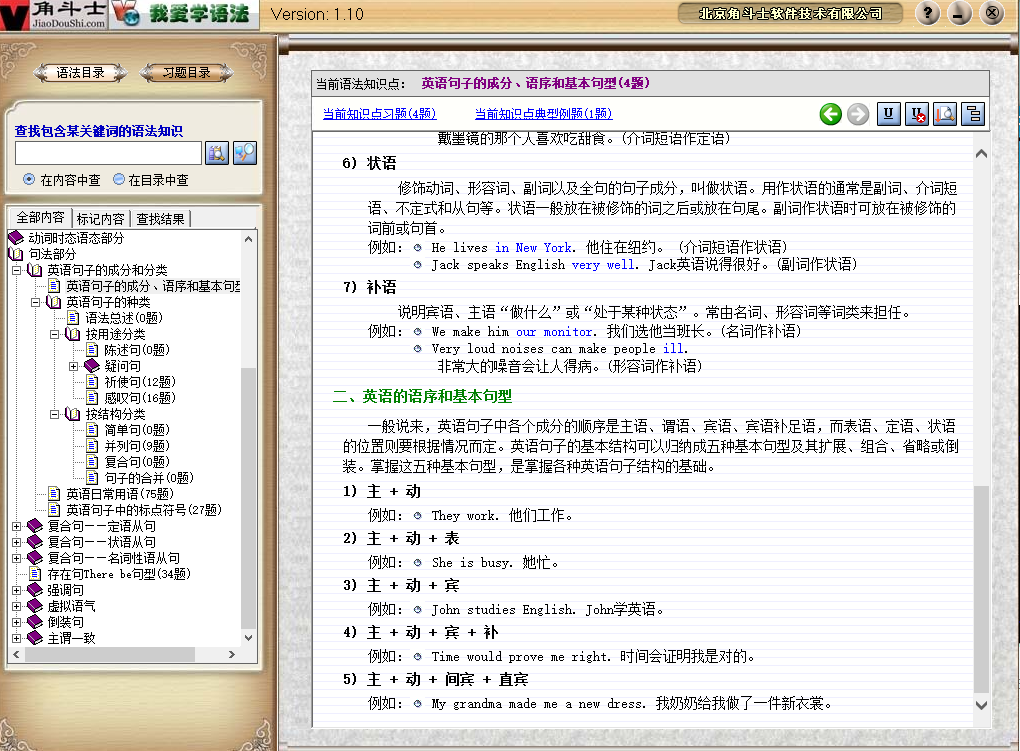 角斗士
JiaoDouShi.com
我爱学语法
Version: 1.10
北京角斗士软件技术有限公司
语法目录
习题目录
查找包含某关键词的语法知识
在内容中查
在目录中查
全部内容
标记内容
查找结果
动词时态语态部分
句法部分
英语句子的成分和分类
英语句子的成分、语序和基本句型
英语句子的种类
语法总述(0题)
按用途分类
陈述句(0题)
疑问句
祈使句(12题)
感叹句(16题)
按结构分类
简单句(0题)
并列句(9题)
复合句(0题)
句子的合并(0题)
英语日常用语(75题)
英语句子中的标点符号(27题)
复合句——定语从句
复合句——状语从句
复合句——名词性语从句
存在句There be句型(34题)
强调句
虚拟语气
倒装句
主谓一致
当前语法知识点: 英语句子的成分、语序和基本句型(4题)
当前知识点习题(4题)
当前知识点典型例题(1题)
戴墨镜的那个人喜欢吃甜食。(介词短语作定语)
6) 状语
修饰动词、形容词、副词以及全句的句子成分，叫做状语。用作状语的通常是副词、介词短
语、不定式和从句等。状语一般放在被修饰的词之后或放在句尾。副词作状语时可放在被修饰的
词前或句首。
例如: He lives in New York. 他住在纽约。 (介词短语作状语)
Jack speaks English very well. Jack英语说得很好。(副词作状语)
7) 补语
说明宾语、主语“做什么”或“处于某种状态”。常由名词、形容词等词类来担任。
例如: We make him our monitor. 我们选他当班长。(名词作补语)
Very loud noises can make people ill.
非常大的噪音会让人得病。(形容词作补语)
二、英语的语序和基本句型
一般说来，英语句子中各个成分的顺序是主语、谓语、宾语、宾语补足语，而表语、定语、状语
的位置则要根据情况而定。英语句子的基本结构可以归纳成五种基本句型及其扩展、组合、省略或倒
装。掌握这五种基本句型，是掌握各种英语句子结构的基础。
1) 主 + 动
例如: They work. 他们工作。
2) 主 + 动 + 表
例如: She is busy. 她忙。
3) 主 + 动 + 宾
例如: John studies English. John学英语。
4) 主 + 动 + 宾 + 补
例如: Time would prove me right. 时间会证明我是对的。
5) 主 + 动 + 间宾 + 直宾
例如: My grandma made me a new dress. 我奶奶给我做了一件新衣裳。